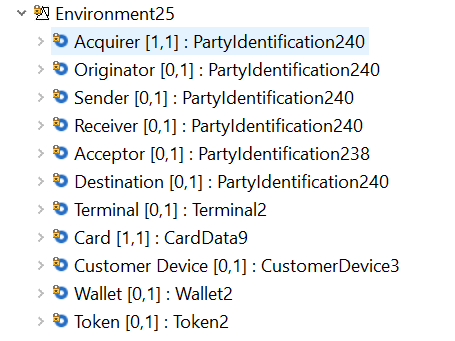 Environment25
Acquirer [1,1] : PartyIdentification240
Originator [0,1] : PartyIdentification240
Sender [0,1] : PartyIdentification240
Receiver [0,1] : PartyIdentification240
Acceptor [0,1] : PartyIdentification238
Destination [0,1] : PartyIdentification240
Terminal [0,1] : Terminal2
Card [1,1] : CardData9
Customer Device [0,1] : CustomerDevice3
Wallet [0,1] : Wallet2
Token [0,1] : Token2